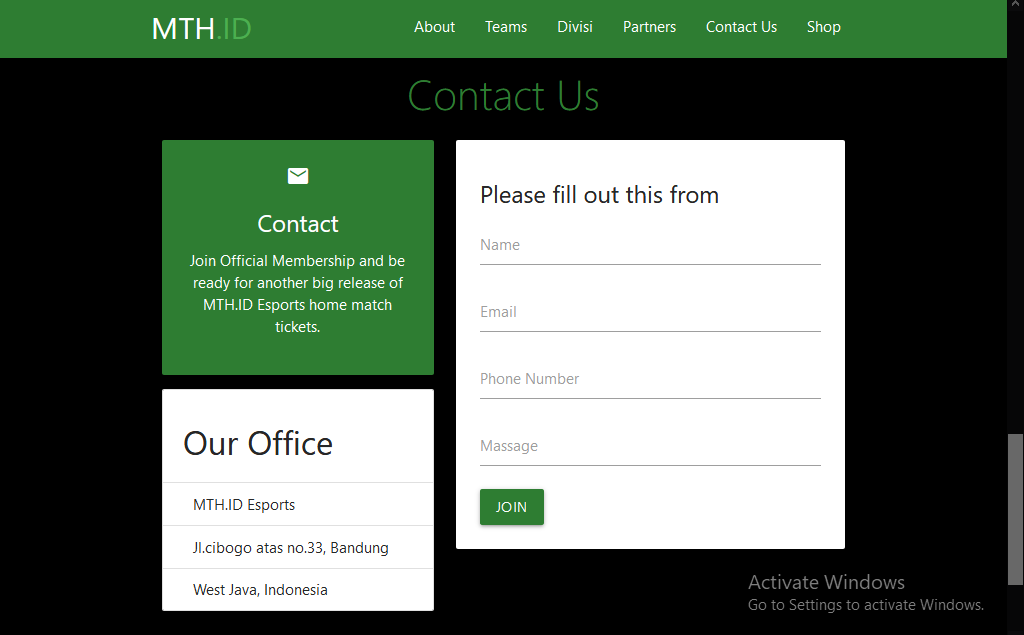 MTH.ID
About Teams Divisi Partners Contact Us Shop
Contact Us
Contact
Join Official Membership and be
ready for another big release of
MTH.ID Esports home match
tickets.
Our Office
MTH.ID Esports
Jl.cibogo atas no.33, Bandung
West Java, Indonesia
Please fill out this from
Name
Email
Phone Number
Massage
JOIN
Activate Windows
Go to Settings to activate Windows.